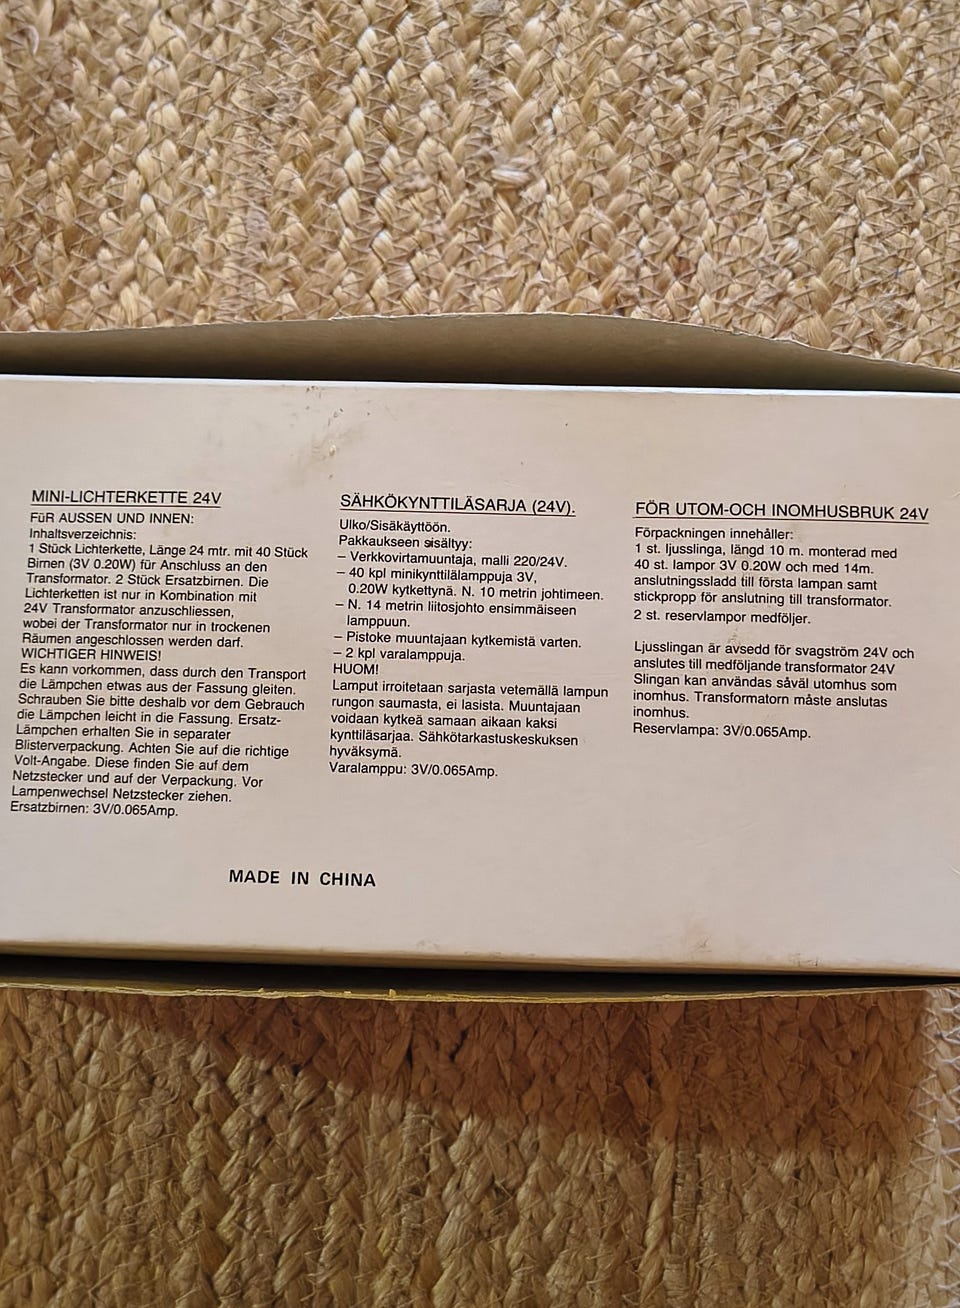 MINI-LICHTERKETTE 24V
FüR AUSSEN UND INNEN:
Inhaltsverzeichnis:
1 Stück Lichterkette, Länge 24 mtr. mit 40 Stück
Birnen (3V 0.20W) für Anschluss an den
Transformator. 2 Stück Ersatzbirnen. Die
Lichterketten ist nur in Kombination mit
24V Transformator anzuschliessen,
wobei der Transformator nur in trockenen
Räumen angeschlossen werden darf.
WICHTIGER HINWEIS!
Es kann vorkommen, dass durch den Transport
die Lämpchen etwas aus der Fassung gleiten.
Schrauben Sie bitte deshalb vor dem Gebrauch
die Lämpchen leicht in die Fassung. Ersatz-
Lämpchen erhalten Sie in separater
Blisterverpackung. Achten Sie auf die richtige
Volt-Angabe. Diese finden Sie auf dem
Netzstecker und auf der Verpackung. Vor
Lampenwechsel Netzstecker ziehen.
Ersatzbirnen: 3V/0.065Amp.
SÄHKÖKYNTTILÄSARJA (24V).
Ulko/Sisäkäyttöön.
Pakkaukseen sisältyy:
– Verkkovirtamuuntaja, malli 220/24V.
– 40 kpl minikynttilälamppuja 3V,
0.20W kytkettynä. N. 10 metrin johtimeen.
– N. 14 metrin liitosjohto ensimmäiseen
lamppuun.
– Pistoke muuntajaan kytkemistä varten.
– 2 kpl varalamppuja.
HUOM!
Lamput irroitetaan sarjasta vetemällä lampun
rungon saumasta, ei lasista. Muuntajaan
voidaan kytkeä samaan aikaan kaksi
kynttiläsarjaa. Sähkötarkastuskeskuksen
hyväksymä.
Varalamppu: 3V/0.065Amp.
FÖR UTOM-OCH INOMHUSBRUK 24V
Förpackningen innehåller:
1 st. ljusslinga, längd 10 m. monterad med
40 st. lampor 3V 0.20W och med 14m.
anslutningssladd till första lampan samt
stickpropp för anslutning till transformator.
2 st. reservlampor medföljer.
Ljusslingan är avsedd för svagström 24V och
anslutes till medföljande transformator 24V
Slingan kan användas såväl utomhus som
inomhus. Transformatorn måste anslutas
inomhus.
Reservlampa: 3V/0.065Amp.
MADE IN CHINA